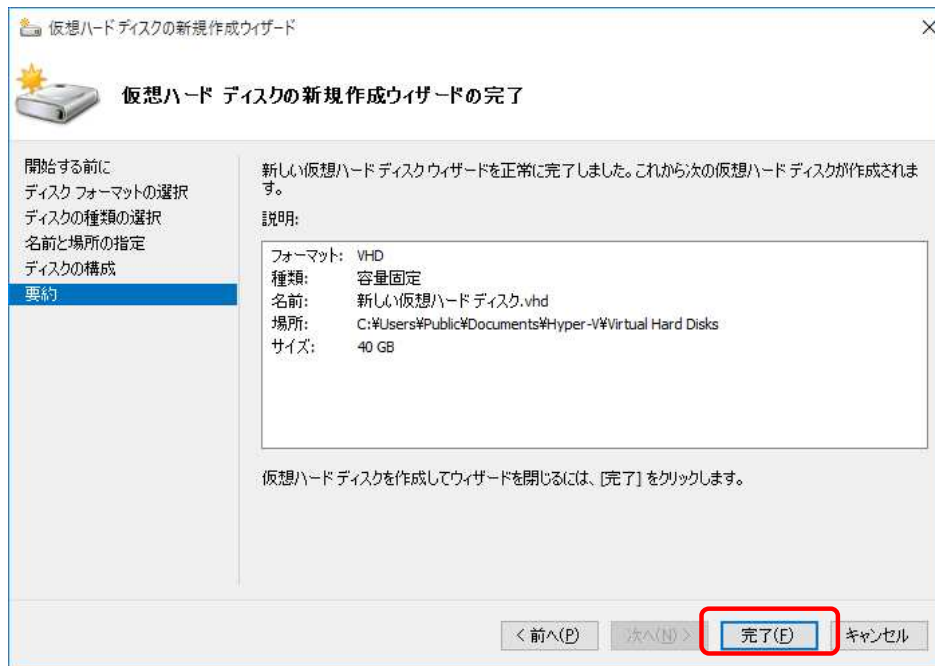 仮想ハード ディスクの新規作成ウィザード
仮想ハード ディスクの新規作成ウィザードの完了
開始する前に
ディスク フォーマットの選択
ディスクの種類の選択
名前と場所の指定
ディスクの構成
要約
新しい仮想ハード ディスク ウィザードを正常に完了しました。これから次の仮想ハード ディスクが作成されま
す。
説明:
フォーマット: VHD
種類: 容量固定
名前: 新しい仮想ハード ディスク.vhd
場所: C:¥Users¥Public¥Documents¥Hyper-V¥Virtual Hard Disks
サイズ: 40 GB
仮想ハード ディスクを作成してウィザードを閉じるには、[完了] をクリックします。
< 前へ(P) 次へ(N) > 完了(F) キャンセル